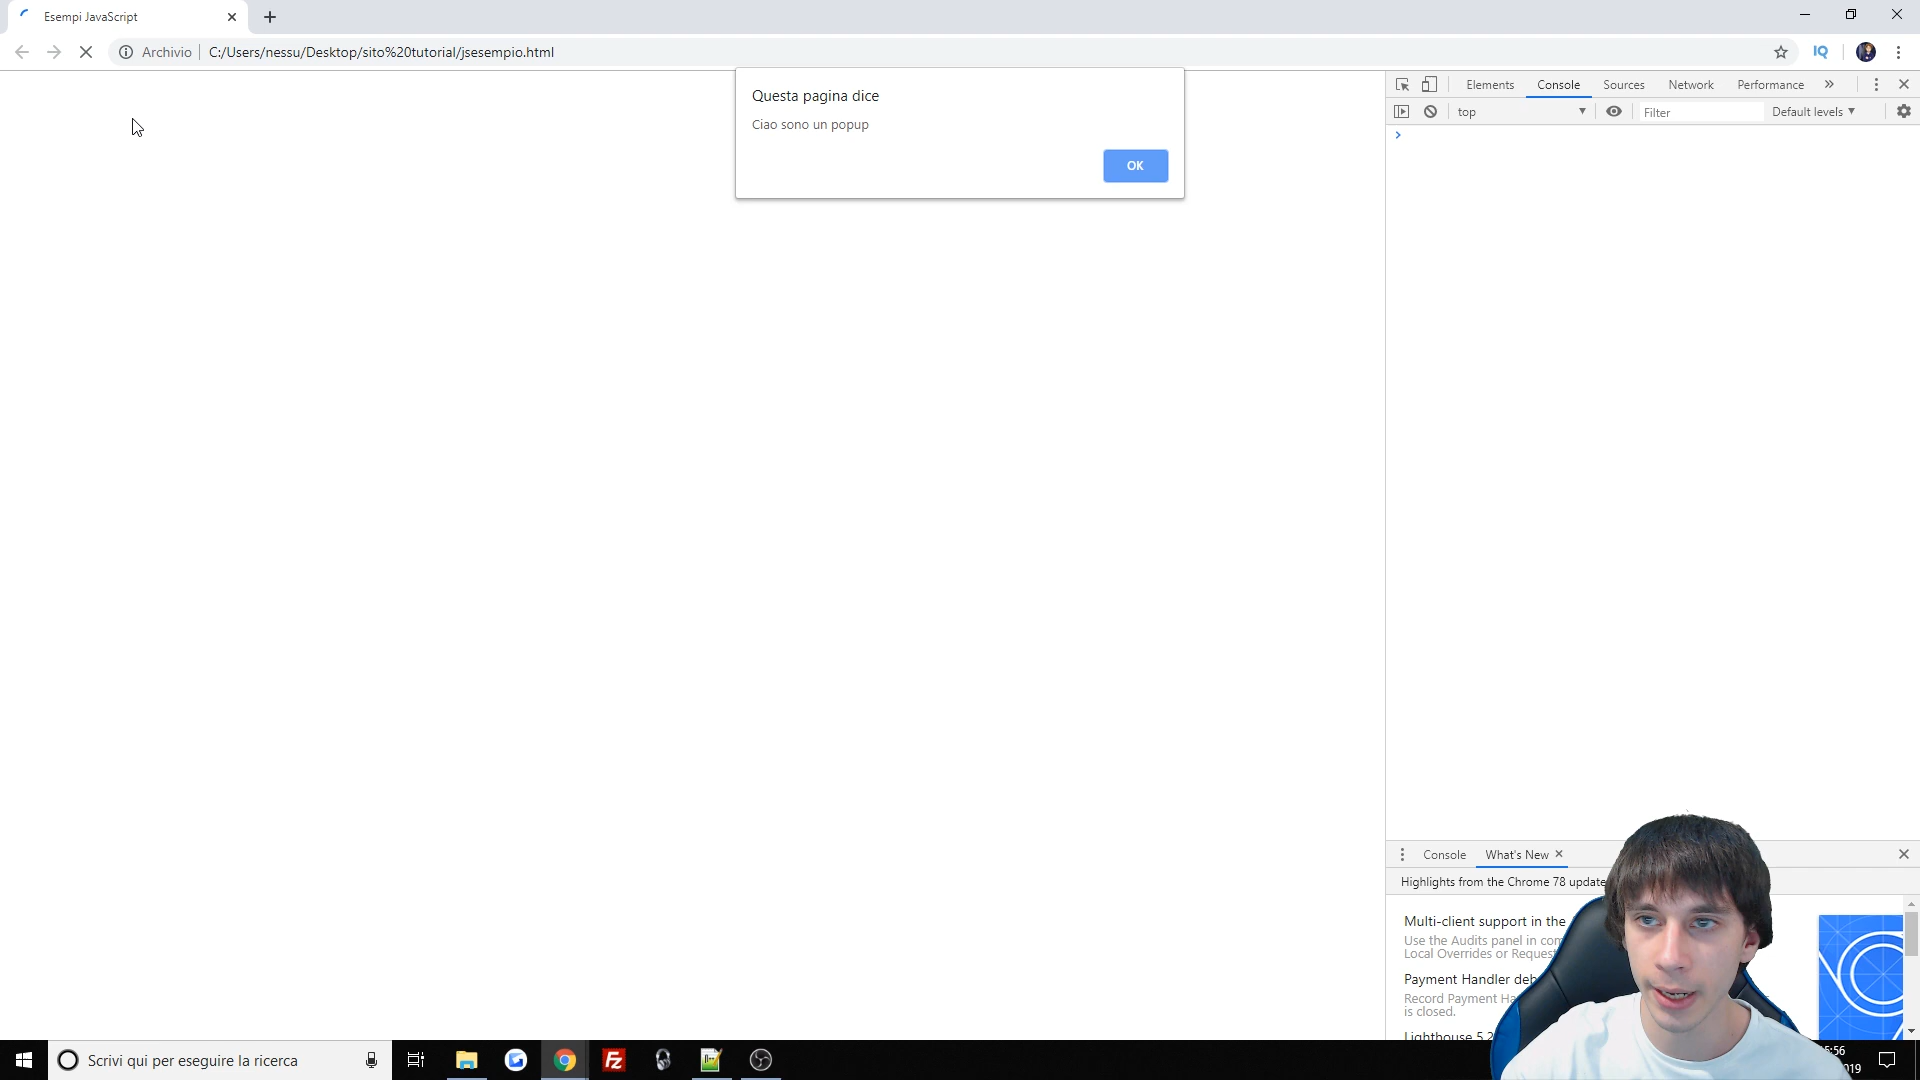 Esempi JavaScript
Archivio
C:/Users/nessu/Desktop/sito%20tutorial/jsesempio.html
IQ
Questa pagina dice
Ciao sono un popup
OK
Elements Console Sources Network Performance
top Filter Default levels
Console What's New
Highlights from the Chrome 78 update
Multi-client support in the
Use the Audits panel in
Local Overrides or
Payment Handler
Record Payment
is closed.
Lighthouse
Scrivi qui per eseguire la ricerca